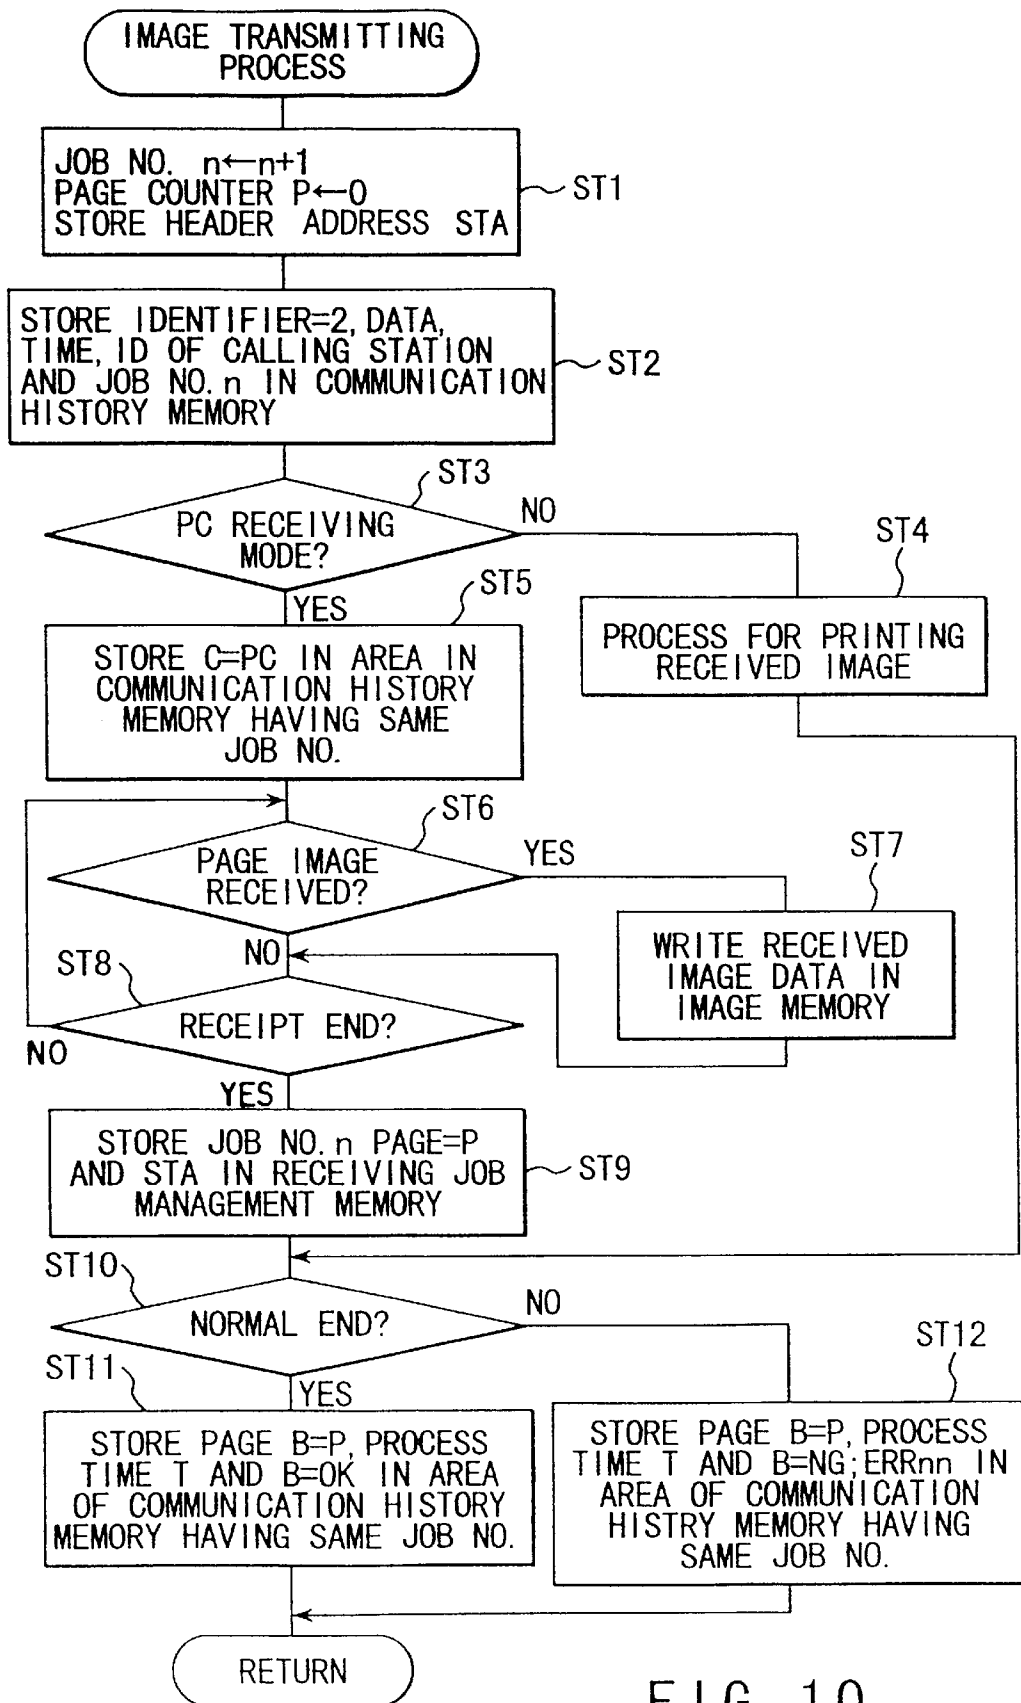 IMAGE TRANSMITTING
PROCESS
JOB NO. n←n+1
PAGE COUNTER P←0
STORE HEADER ADDRESS STA
ST1
STORE IDENTIFIER=2, DATA,
TIME, ID OF CALLING STATION
AND JOB NO. n IN COMMUNICATION
HISTORY MEMORY
ST2
ST3
PC RECEIVING
MODE?
NO
YES
ST4
PROCESS FOR PRINTING
RECEIVED IMAGE
ST5
STORE C=PC IN AREA IN
COMMUNICATION HISTORY
MEMORY HAVING SAME
JOB NO.
ST6
PAGE IMAGE
RECEIVED?
YES
NO
ST7
WRITE RECEIVED
IMAGE DATA IN
IMAGE MEMORY
ST8
RECEIPT END?
NO
YES
STORE JOB NO. n PAGE=P
AND STA IN RECEIVING JOB
MANAGEMENT MEMORY
ST9
ST10
NORMAL END?
NO
YES
ST11
STORE PAGE B=P, PROCESS
TIME T AND B=OK IN AREA
OF COMMUNICATION HISTORY
MEMORY HAVING SAME JOB NO.
ST12
STORE PAGE B=P, PROCESS
TIME T AND B=NG;ERRnn IN
AREA OF COMMUNICATION
HISTRY MEMORY HAVING
SAME JOB NO.
RETURN
FIG. 10